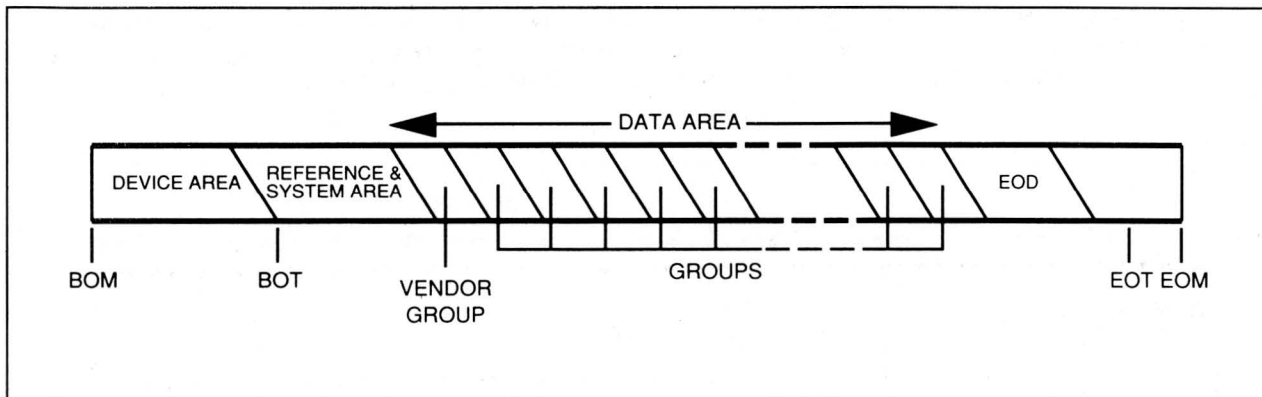 DATA AREA
DEVICE AREA
REFERENCE &
SYSTEM AREA
EOD
BOM
BOT
VENDOR
GROUP
GROUPS
EOT
EOM